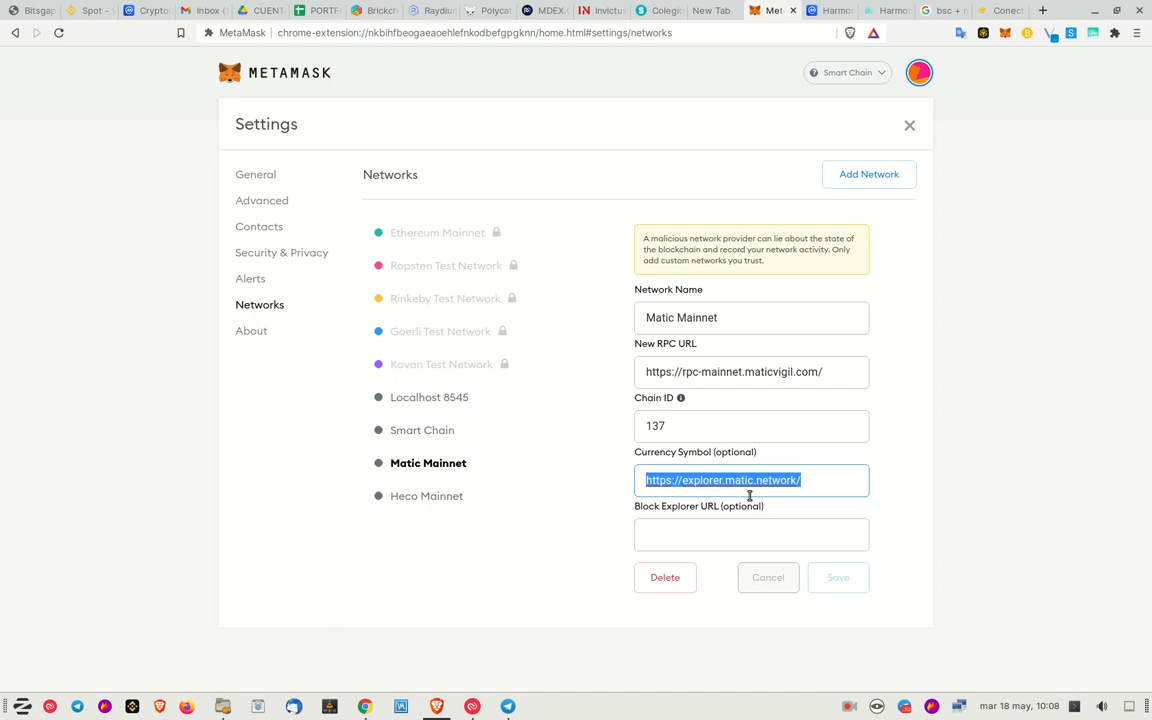 Bitsgap
Spot -
Crypto
Inbox (
CUENT
PORTF
Brickch
Raydiu
Polycat
MDEX.C
Invictu
Colegio
New Tab
Met
Harmor
Harmor
bsc + n
Conect
MetaMask
chrome-extension://nkbihfbeogaeaoehlefnkodbefgpgknn/home.html#settings/networks
METAMASK
Smart Chain
Settings
General
Advanced
Contacts
Security & Privacy
Alerts
Networks
About
Networks
Add Network
Ethereum Mainnet
Ropsten Test Network
Rinkeby Test Network
Goerli Test Network
Kovan Test Network
Localhost 8545
Smart Chain
Matic Mainnet
Heco Mainnet
A malicious network provider can lie about the state of
the blockchain and record your network activity. Only
add custom networks you trust.
Network Name
Matic Mainnet
New RPC URL
https://rpc-mainnet.maticvigil.com/
Chain ID
137
Currency Symbol (optional)
https://explorer.matic.network/
Block Explorer URL (optional)
Delete
Cancel
Save
mar 18 may, 10:08